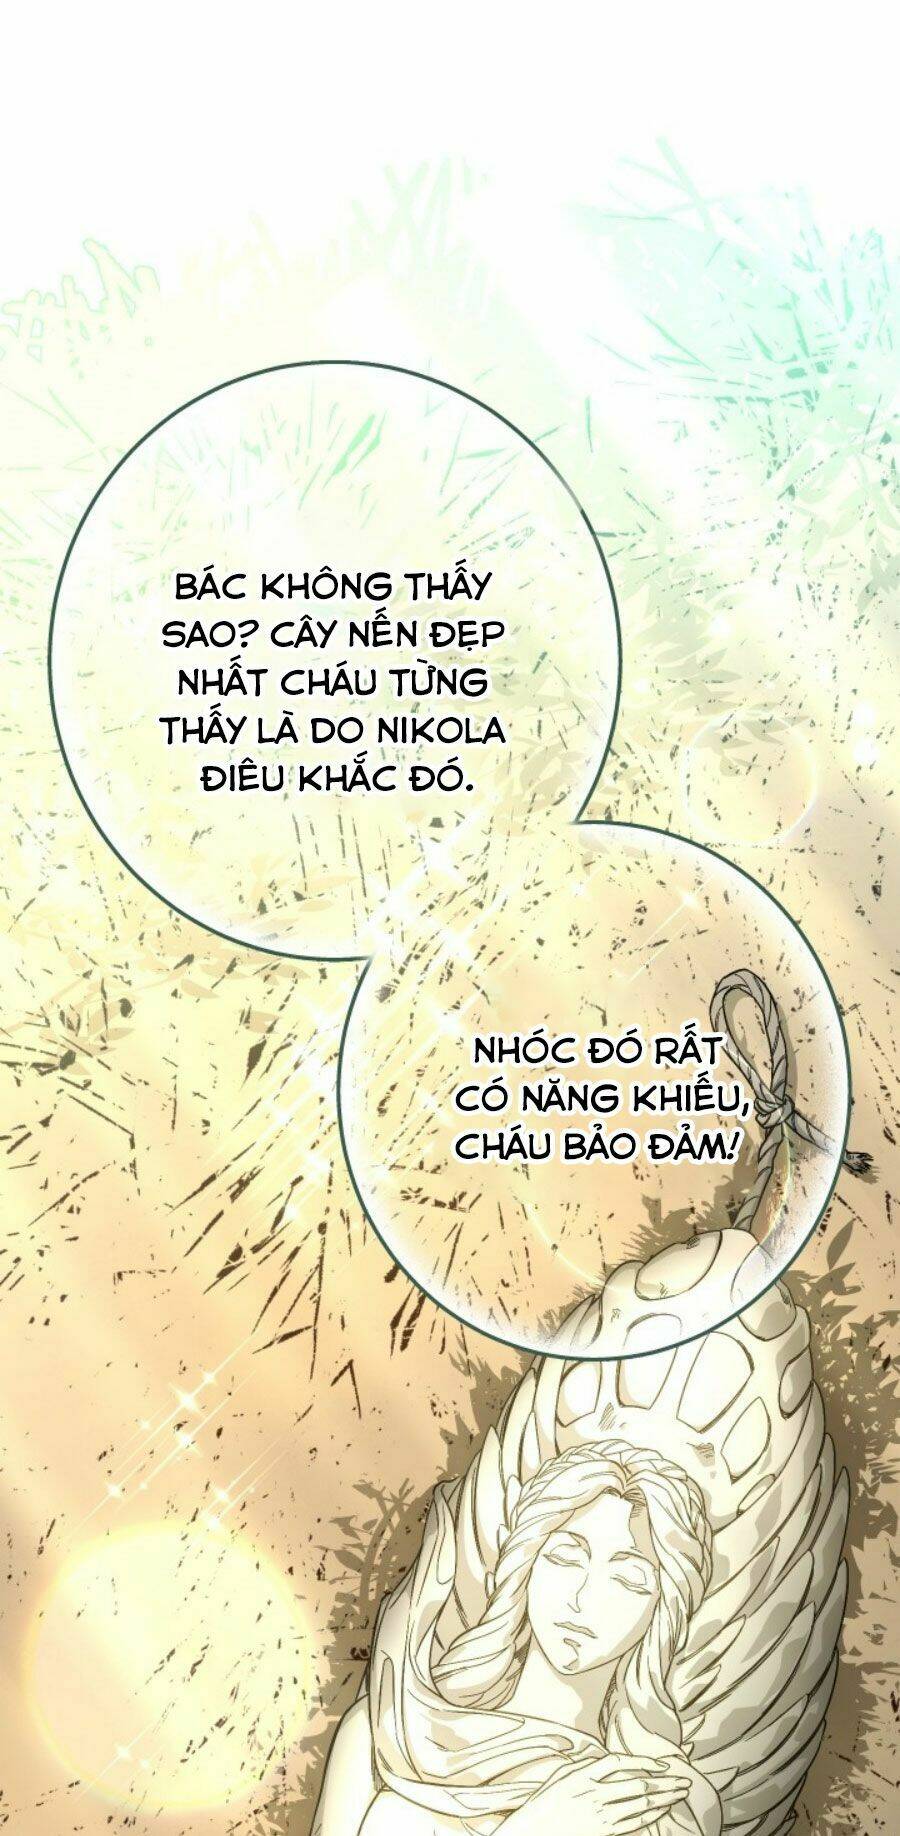 BÁC KHÔNG THẤY
SAO? CÂY NẾN ĐẸP
NHẤT CHÁU TỪNG
THẤY LÀ DO NIKOLA
ĐIÊU KHẮC ĐÓ.
NHÓC ĐÓ RẤT
CÓ NĂNG KHIẾU,
CHÁU BẢO ĐẢM!